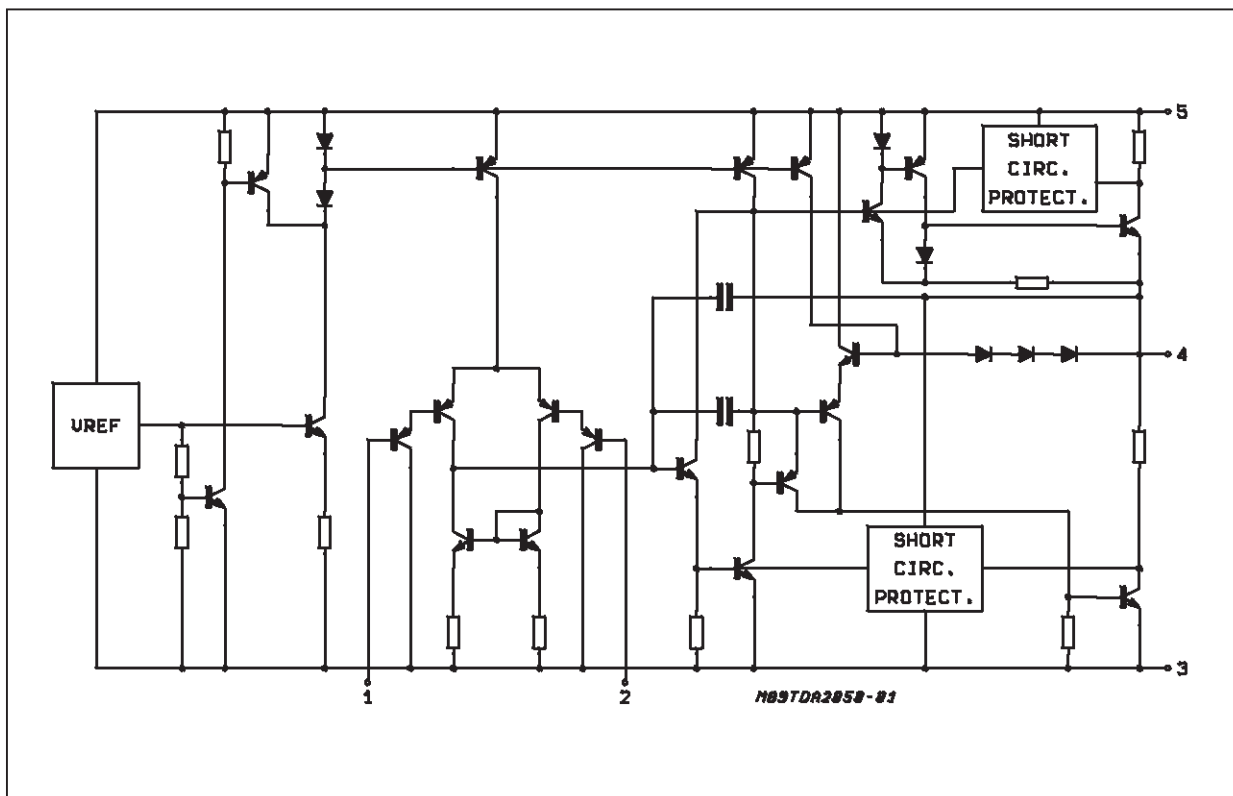 5
SHORT
CIRC.
PROTECT.
4
VREF
SHORT
CIRC.
PROTECT.
3
1
2
M89TDA2050-01